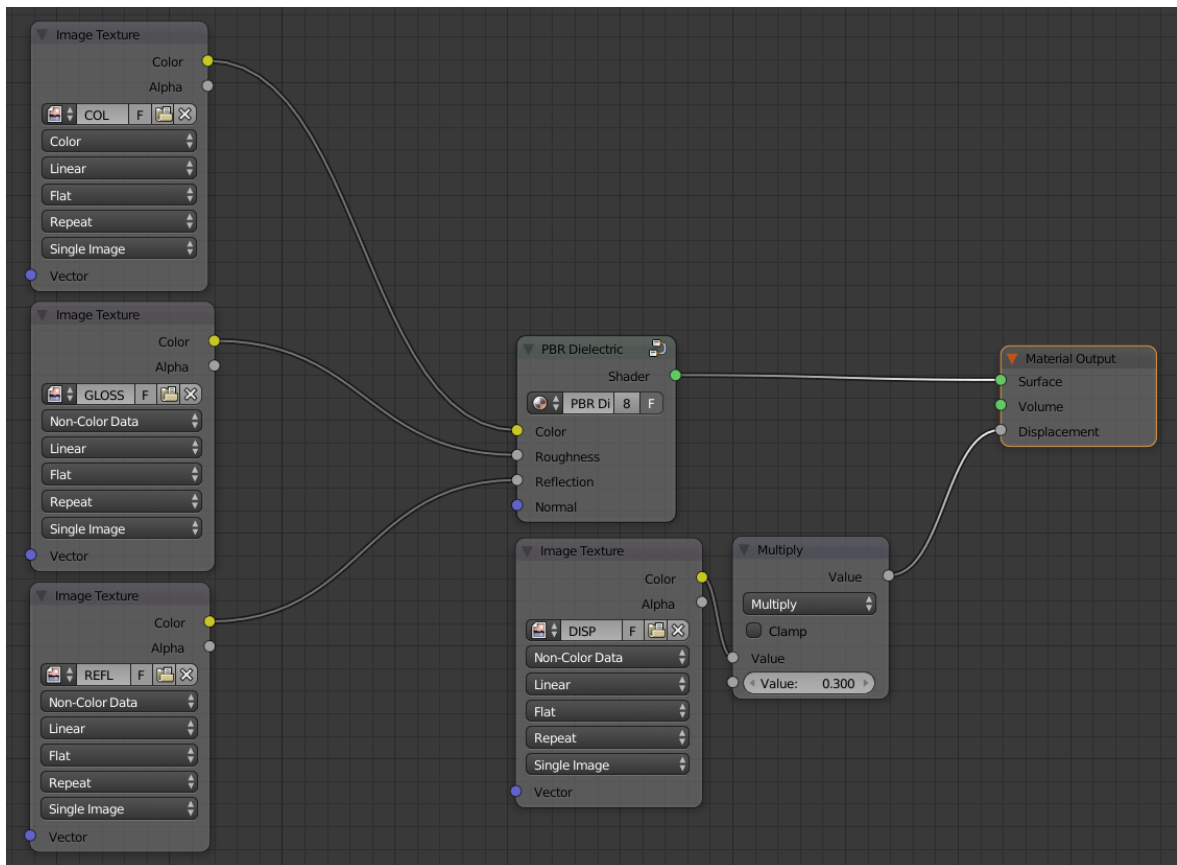 Image Texture
Color
Alpha
COL F
Color
Linear
Flat
Repeat
Single Image
Vector
Image Texture
Color
Alpha
GLOSS F
Non-Color Data
Linear
Flat
Repeat
Single Image
Vector
Image Texture
Color
Alpha
REFL F
Non-Color Data
Linear
Flat
Repeat
Single Image
Vector
PBR Dielectric
Shader
PBR Di 8 F
Color
Roughness
Reflection
Normal
Image Texture
Color
Alpha
DISP F
Non-Color Data
Linear
Flat
Repeat
Single Image
Vector
Multiply
Value
Multiply
Clamp
Value
Value: 0.300
Material Output
Surface
Volume
Displacement